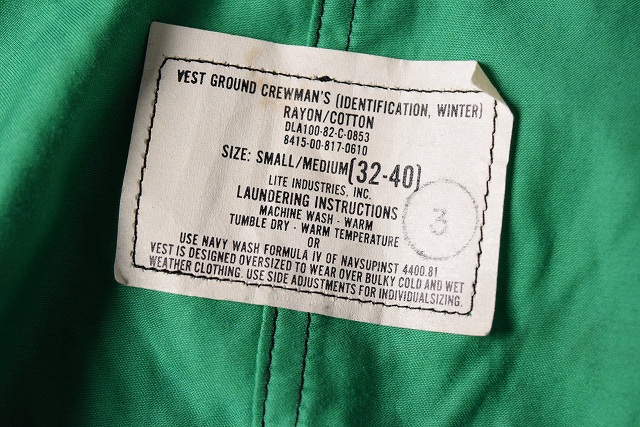 VEST GROUND CREWMAN'S (IDENTIFICATION, WINTER)
RAYON/COTTON
DLA100-82-C-0853
8415-00-817-0610
SIZE: SMALL/MEDIUM (32-40)
LITE INDUSTRIES, INC.
LAUNDERING INSTRUCTIONS
MACHINE WASH - WARM
TUMBLE DRY - WARM TEMPERATURE
OR
USE NAVY WASH FORMULA IV OF NAVSUPINST 4400.81
VEST IS DESIGNED OVERSIZED TO WEAR OVER BULKY COLD AND WET
WEATHER CLOTHING. USE SIDE ADJUSTMENTS FOR INDIVIDUALSIZING.
3